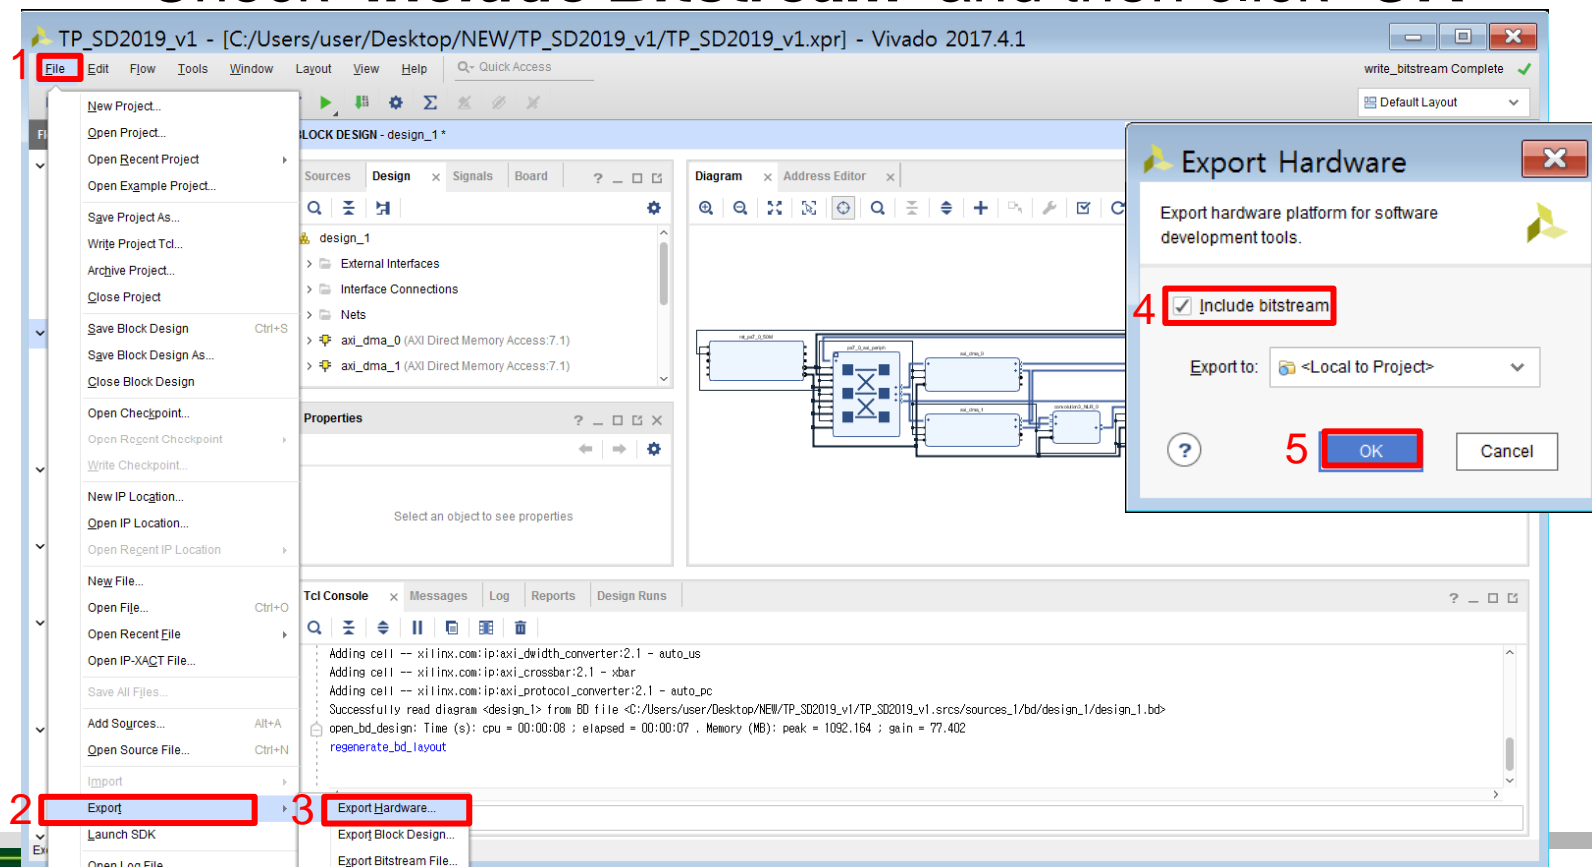 TP_SD2019_v1 - [C:/Users/user/Desktop/NEW/TP_SD2019_v1/TP_SD2019_v1.xpr] - Vivado 2017.4.1
1
File Edit Flow Tools Window Layout View Help Quick Access
write_bitstream Complete
Default Layout
New Project...
Open Project...
Open Recent Project
Open Example Project...
Save Project As...
Write Project Tcl...
Archive Project...
Close Project
Save Block Design Ctrl+S
Save Block Design As...
Close Block Design
Open Checkpoint...
Open Recent Checkpoint
Write Checkpoint...
New IP Location...
Open IP Location...
Open Recent IP Location
New File...
Open File... Ctrl+O
Open Recent File
Open IP-XACT File...
Save All Files...
Add Sources... Alt+A
Open Source File... Ctrl+N
Import
2
Export
Launch SDK
Open Log File
3
Export Hardware...
Export Block Design...
Export Bitstream File...
BLOCK DESIGN - design_1 *
Sources Design Signals Board
design_1
External Interfaces
Interface Connections
Nets
axi_dma_0 (AXI Direct Memory Access:7.1)
axi_dma_1 (AXI Direct Memory Access:7.1)
Properties
Select an object to see properties
Diagram Address Editor
axi_dma_0
axi_dma_1
Tcl Console Messages Log Reports Design Runs
Adding cell -- xilinx.com:ip:axi_dwidth_converter:2.1 - auto_us
Adding cell -- xilinx.com:ip:axi_crossbar:2.1 - xbar
Adding cell -- xilinx.com:ip:axi_protocol_converter:2.1 - auto_pc
Successfully read diagram <design_1> from BD file <C:/Users/user/Desktop/NEW/TP_SD2019_v1/TP_SD2019_v1.srcs/sources_1/bd/design_1/design_1.bd>
open_bd_design: Time (s): cpu = 00:00:08 ; elapsed = 00:00:07 . Memory (MB): peak = 1092.164 ; gain = 77.402
regenerate_bd_layout
Export Hardware
Export hardware platform for software
development tools.
4
Include bitstream
Export to: <Local to Project>
5
OK
Cancel